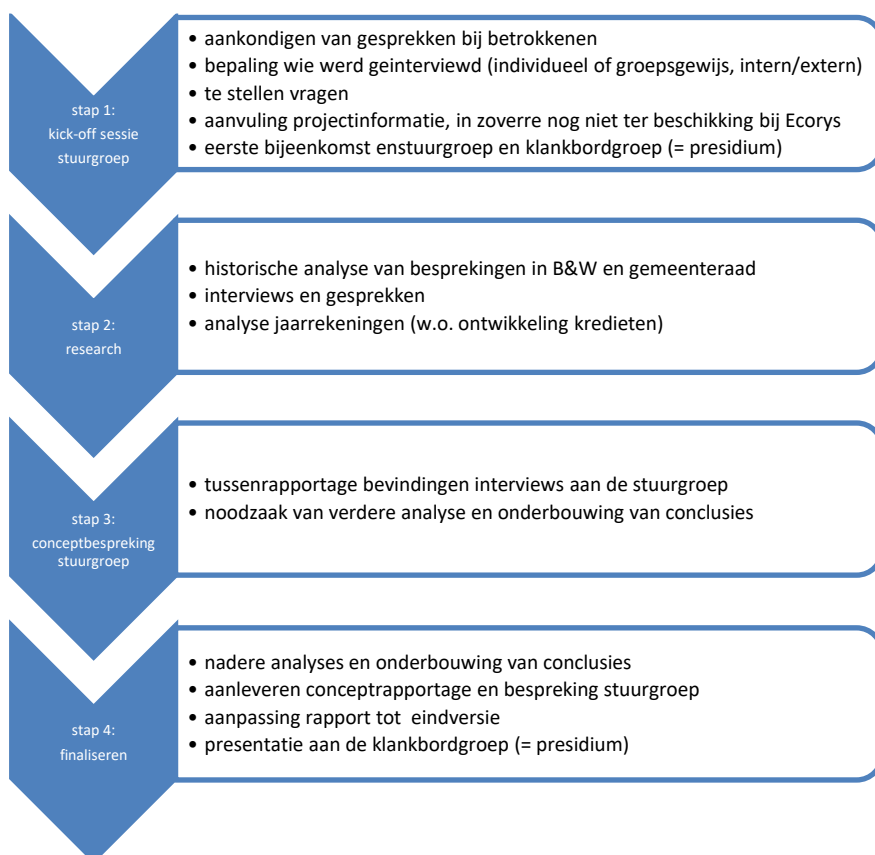 stap 1:
kick-off sessie
stuurgroep
• aankondigen van gesprekken bij betrokkenen
• bepaling wie werd geinterviewd (individueel of groepsgewijs, intern/extern)
• te stellen vragen
• aanvuling projectinformatie, in zoverre nog niet ter beschikking bij Ecorys
• eerste bijeenkomst enstuurgroep en klankbordgroep (= presidium)
stap 2:
research
• historische analyse van besprekingen in B&W en gemeenteraad
• interviews en gesprekken
• analyse jaarrekeningen (w.o. ontwikkeling kredieten)
stap 3:
conceptbespreking
stuurgroep
• tussenrapportage bevindingen interviews aan de stuurgroep
• noodzaak van verdere analyse en onderbouwing van conclusies
stap 4:
finaliseren
• nadere analyses en onderbouwing van conclusies
• aanleveren conceptrapportage en bespreking stuurgroep
• aanpassing rapport tot eindversie
• presentatie aan de klankbordgroep (= presidium)